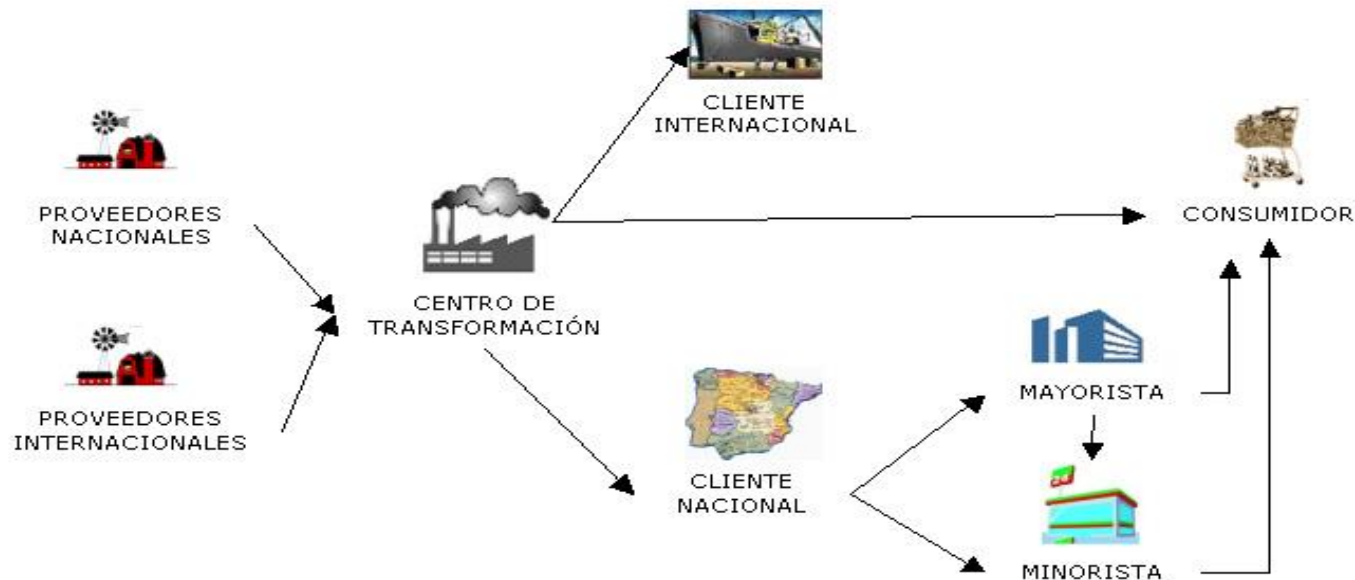 CLIENTE
INTERNACIONAL
PROVEEDORES
NACIONALES
CONSUMIDOR
CENTRO DE
TRANSFORMACIÓN
PROVEEDORES
INTERNACIONALES
MAYORISTA
CLIENTE
NACIONAL
MINORISTA